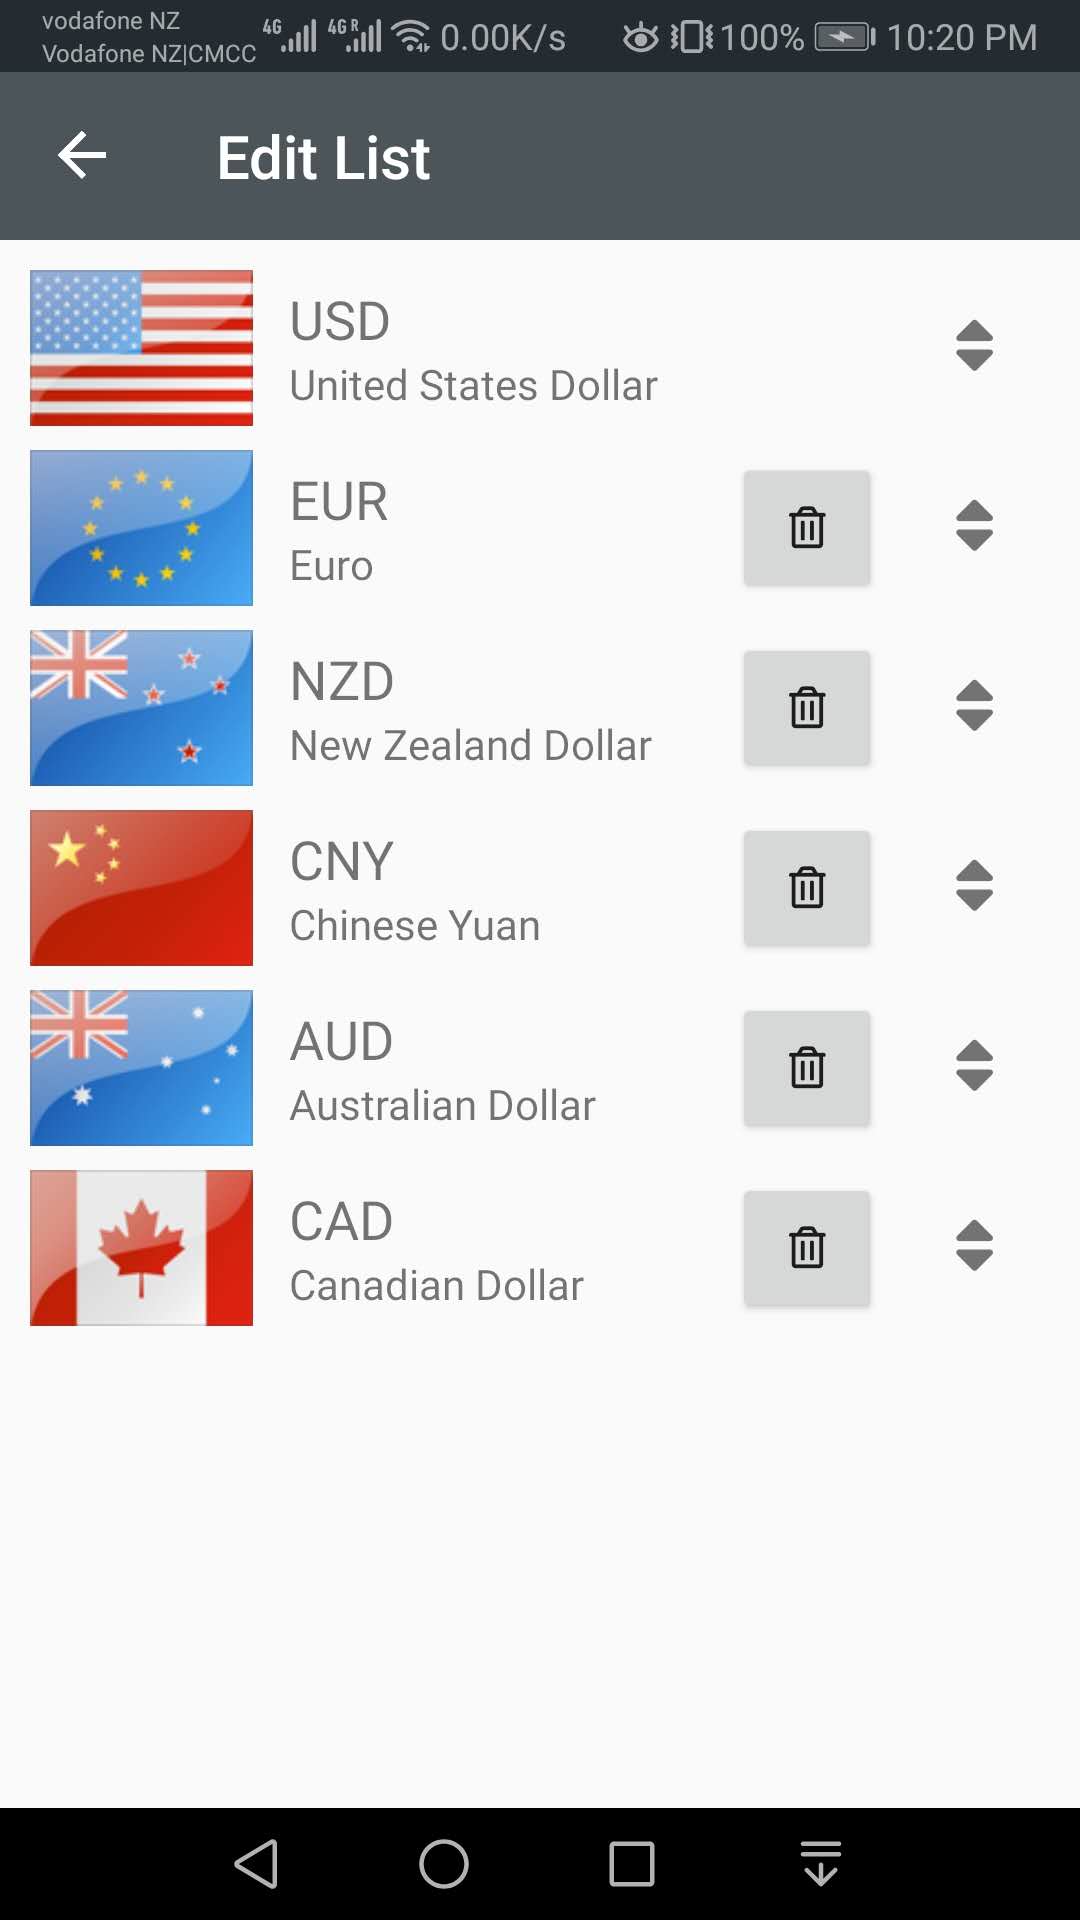 vodafone NZ
Vodafone NZ|CMCC 4G 4G R 0.00K/s 100% 10:20 PM
Edit List
USD
United States Dollar
EUR
Euro
NZD
New Zealand Dollar
CNY
Chinese Yuan
AUD
Australian Dollar
CAD
Canadian Dollar